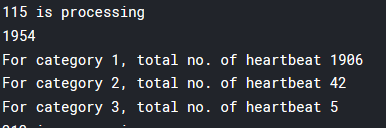 115 is processing
1954
For category 1, total no. of heartbeat 1906
For category 2, total no. of heartbeat 42
For category 3, total no. of heartbeat 5